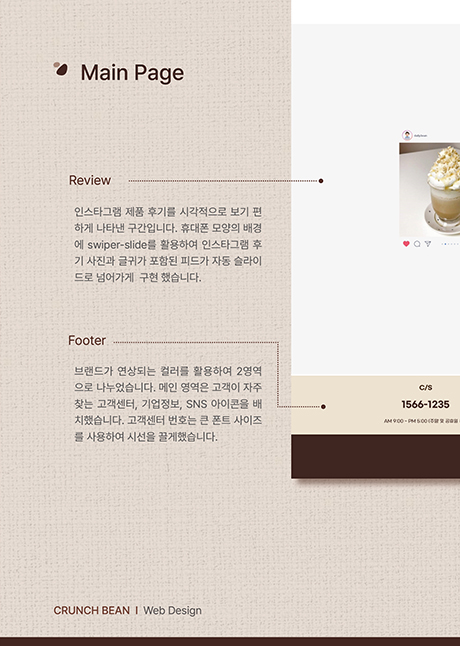 Main Page
Review
인스타그램 제품 후기를 시각적으로 보기 편
하게 나타낸 구간입니다. 휴대폰 모양의 배경
에 swiper-slide를 활용하여 인스타그램 후
기 사진과 글귀가 포함된 피드가 자동 슬라이
드로 넘어가게 구현 했습니다.
Footer
브랜드가 연상되는 컬러를 활용하여 2영역
으로 나누었습니다. 메인 영역은 고객이 자주
찾는 고객센터, 기업정보, SNS 아이콘을 배
치했습니다. 고객센터 번호는 큰 폰트 사이즈
를 사용하여 시선을 끌게했습니다.
C/S
1566-1235
AM 9:00 - PM 5:00 (주말 및 공휴일
CRUNCH BEAN | Web Design